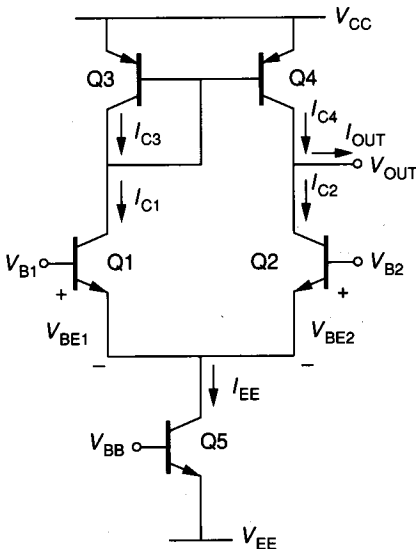 V_CC
Q3 Q4
I_C3 I_C4 I_OUT
V_OUT
I_C1 I_C2
V_B1 Q1 Q2 V_B2
+ +
V_BE1 V_BE2
− −
I_EE
V_BB Q5
V_EE